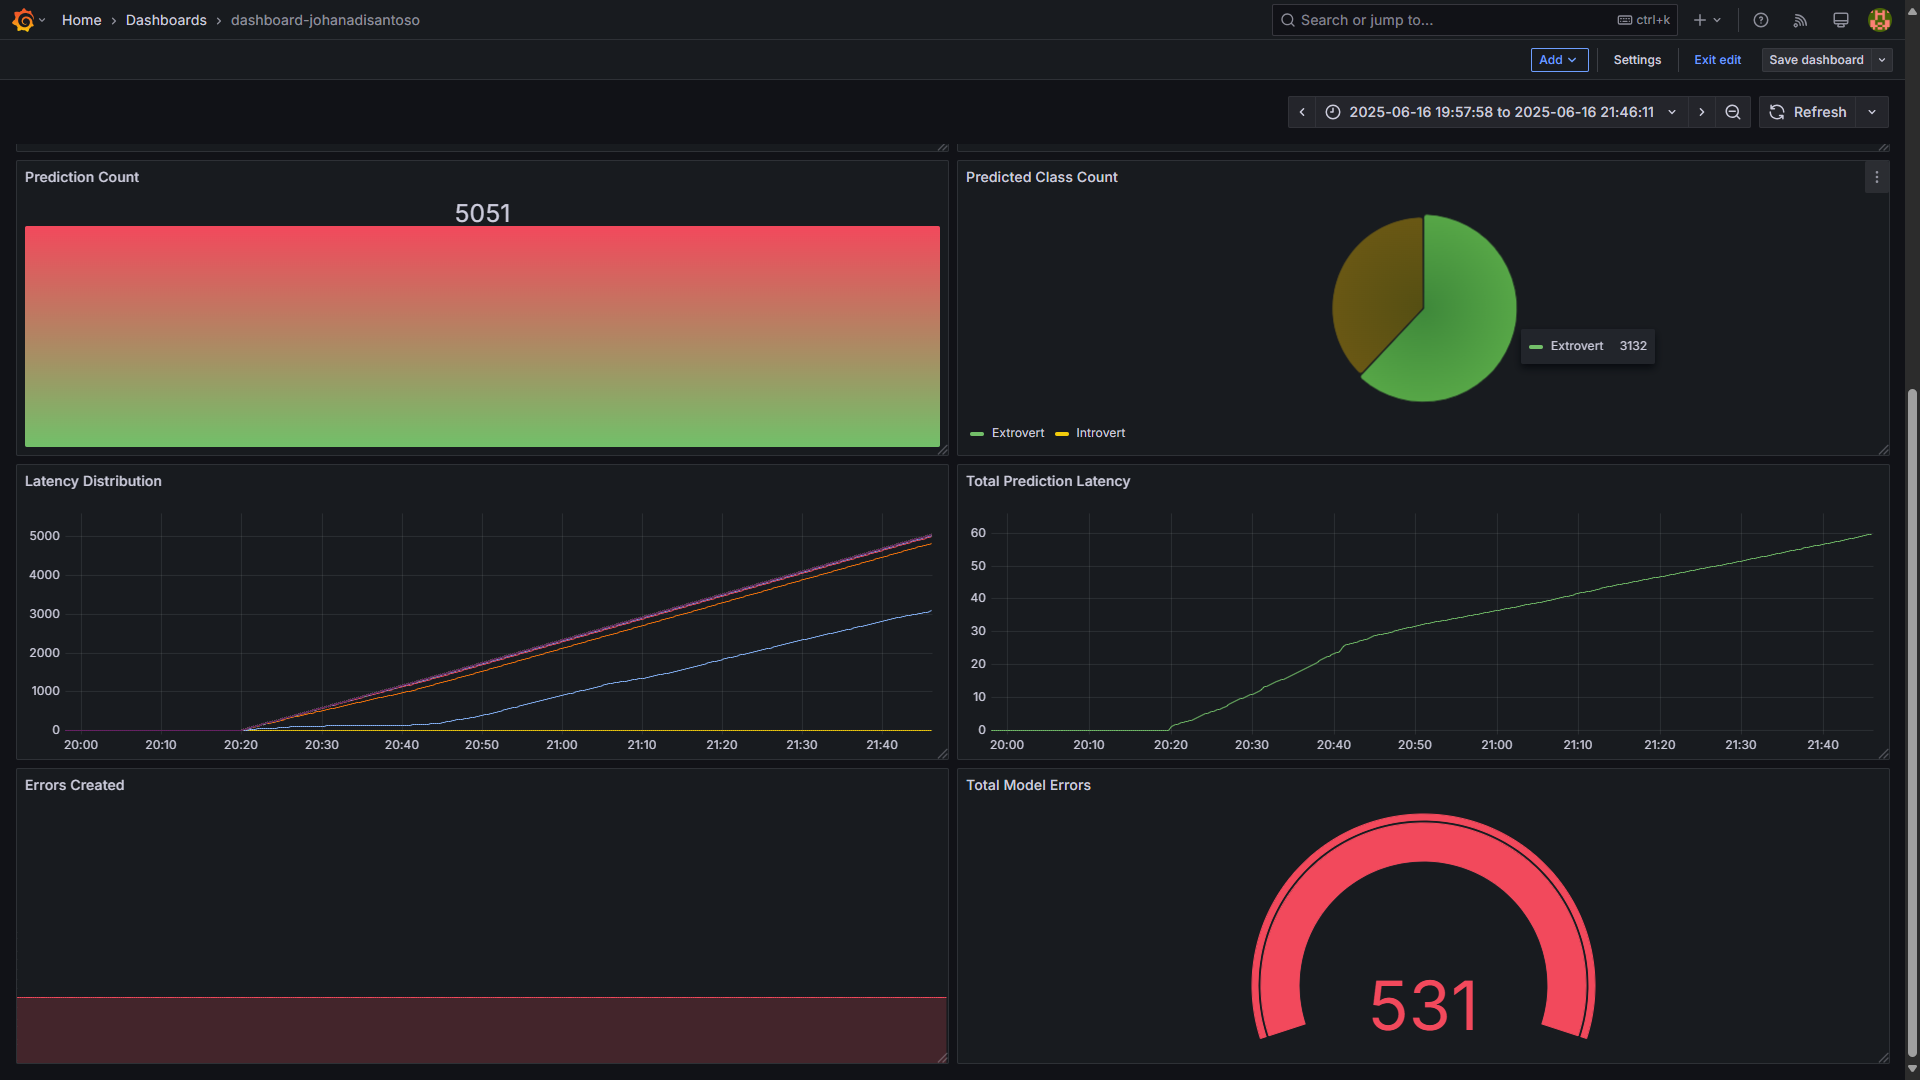 Home › Dashboards › dashboard-johanadisantoso
Search or jump to... ctrl+k
Add Settings Exit edit Save dashboard
2025-06-16 19:57:58 to 2025-06-16 21:46:11 Refresh
Prediction Count
5051
Predicted Class Count
Extrovert 3132
Extrovert Introvert
Latency Distribution
5000
4000
3000
2000
1000
0
20:00 20:10 20:20 20:30 20:40 20:50 21:00 21:10 21:20 21:30 21:40
Total Prediction Latency
60
50
40
30
20
10
0
20:00 20:10 20:20 20:30 20:40 20:50 21:00 21:10 21:20 21:30 21:40
Errors Created
Total Model Errors
531